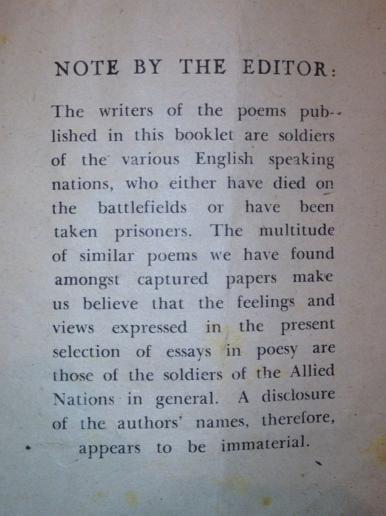 NOTE BY THE EDITOR:
The writers of the poems pub-
lished in this booklet are soldiers
of the various English speaking
nations, who either have died on
the battlefields or have been
taken prisoners. The multitude
of similar poems we have found
amongst captured papers make
us believe that the feelings and
views expressed in the present
selection of essays in poesy are
those of the soldiers of the Allied
Nations in general. A disclosure
of the authors' names, therefore,
appears to be immaterial.